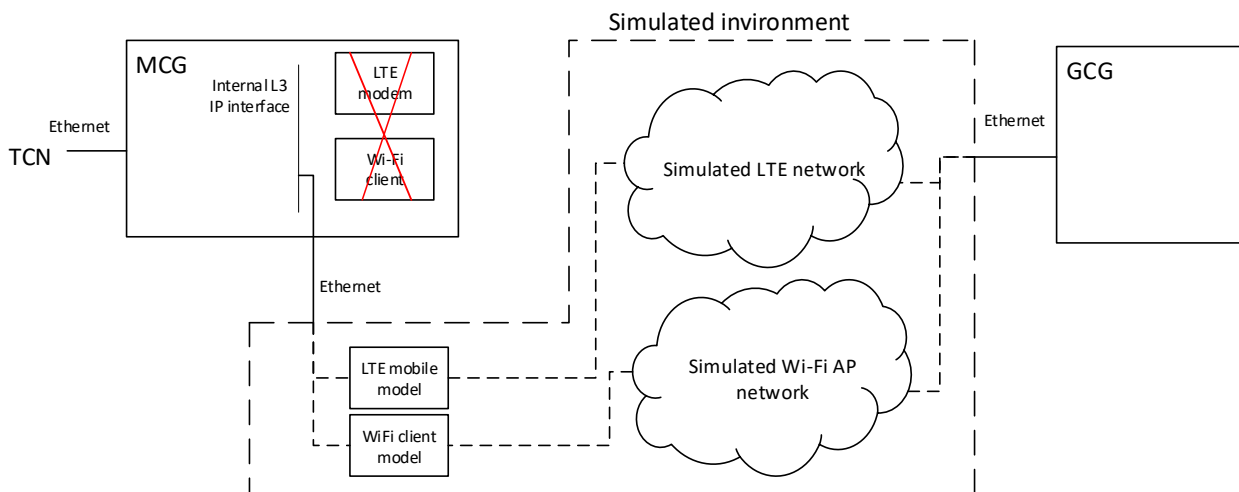 Simulated invironment
MCG
LTE
modem
Internal L3
IP interface
Wi-Fi
client
Ethernet
TCN
GCG
Ethernet
Simulated LTE network
Ethernet
LTE mobile
model
WiFi client
model
Simulated Wi-Fi AP
network